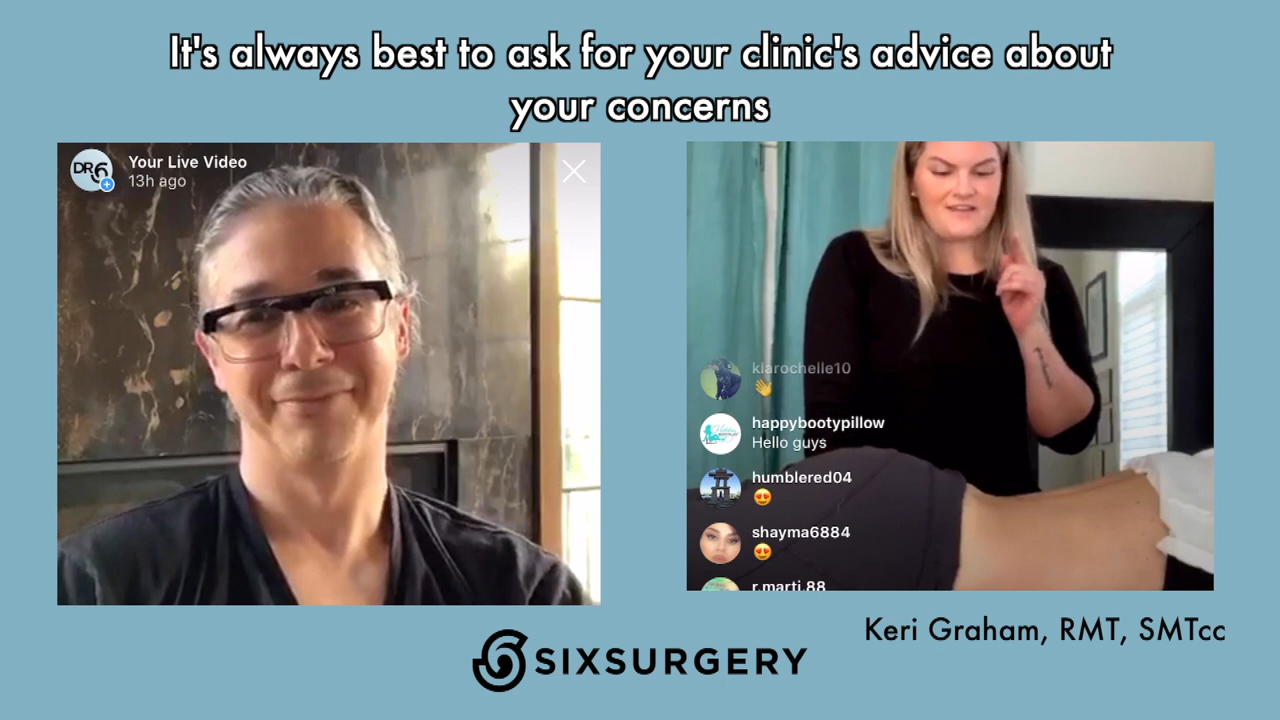 It's always best to ask for your clinic's advice about
your concerns
DR6
Your Live Video
13h ago
klarochelle10
happybootypillow
Hello guys
humblered04
shayma6884
r.marti.88
Keri Graham, RMT, SMTcc
SIXSURGERY